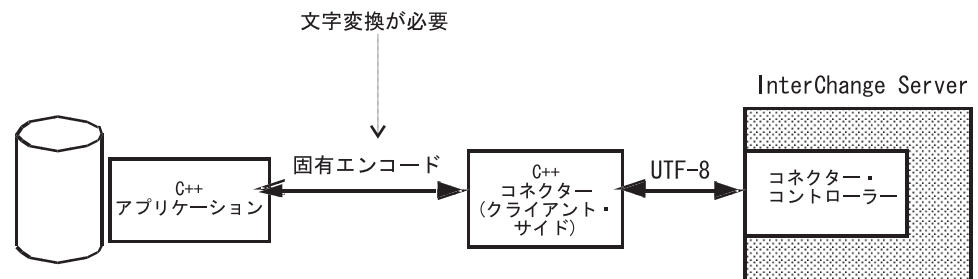 文字変換が必要
InterChange Server
固有エンコード
C++
アプリケーション
C++
コネクター
(クライアント・
サイド)
UTF-8
コネクター・
コントローラー